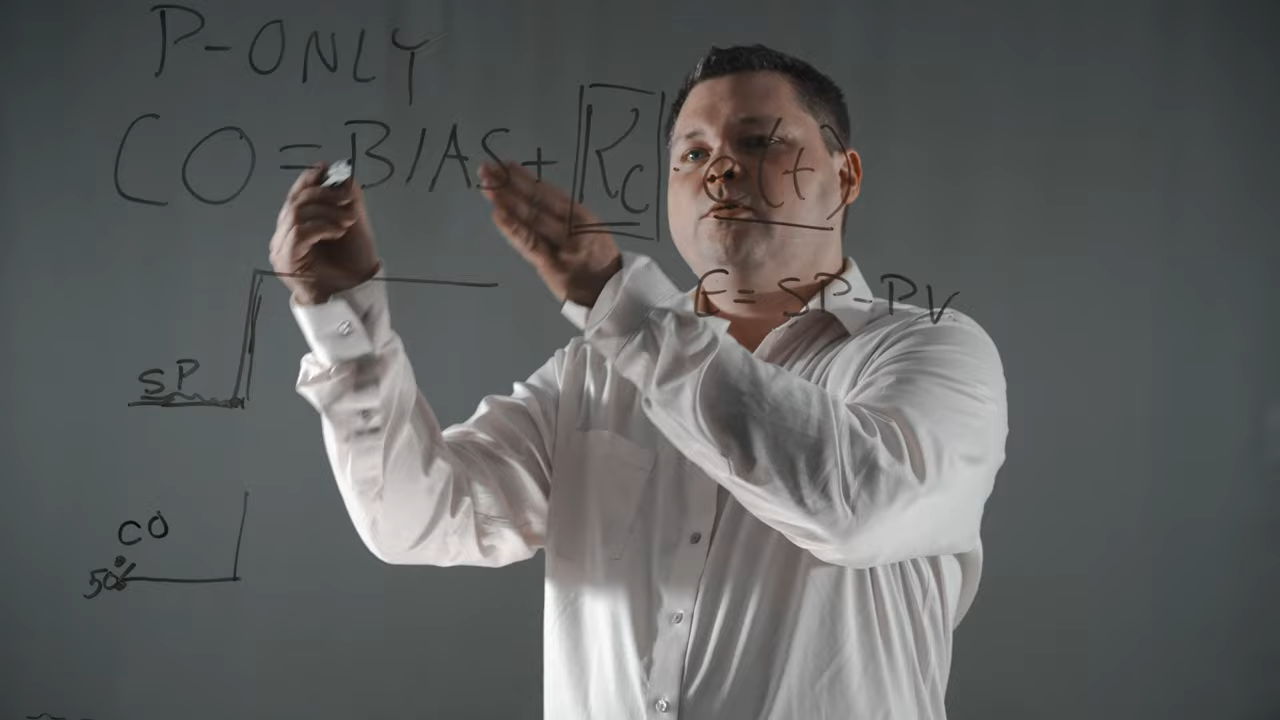 P-ONLY
CO = BIAS + Kc · e(t)
E = SP-PV
SP
CO
50%